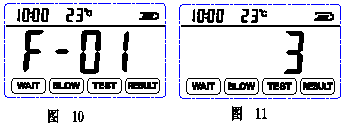 10:00 23℃
F-01
WAIT BLOW TEST RESULT
图 10
10:00 23℃
3
WAIT BLOW TEST RESULT
图 11